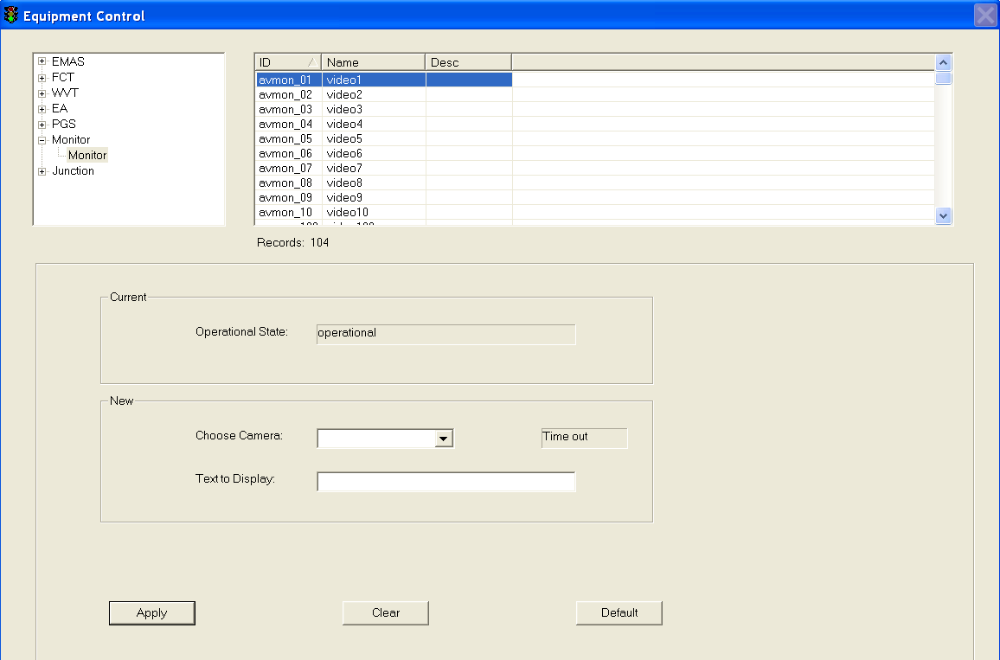 Equipment Control
EMAS
FCT
WVT
EA
PGS
Monitor
Monitor
Junction
ID Name Desc
avmon_01 video1
avmon_02 video2
avmon_03 video3
avmon_04 video4
avmon_05 video5
avmon_06 video6
avmon_07 video7
avmon_08 video8
avmon_09 video9
avmon_10 video10
Records: 104
Current
Operational State: operational
New
Choose Camera: Time out
Text to Display:
Apply Clear Default